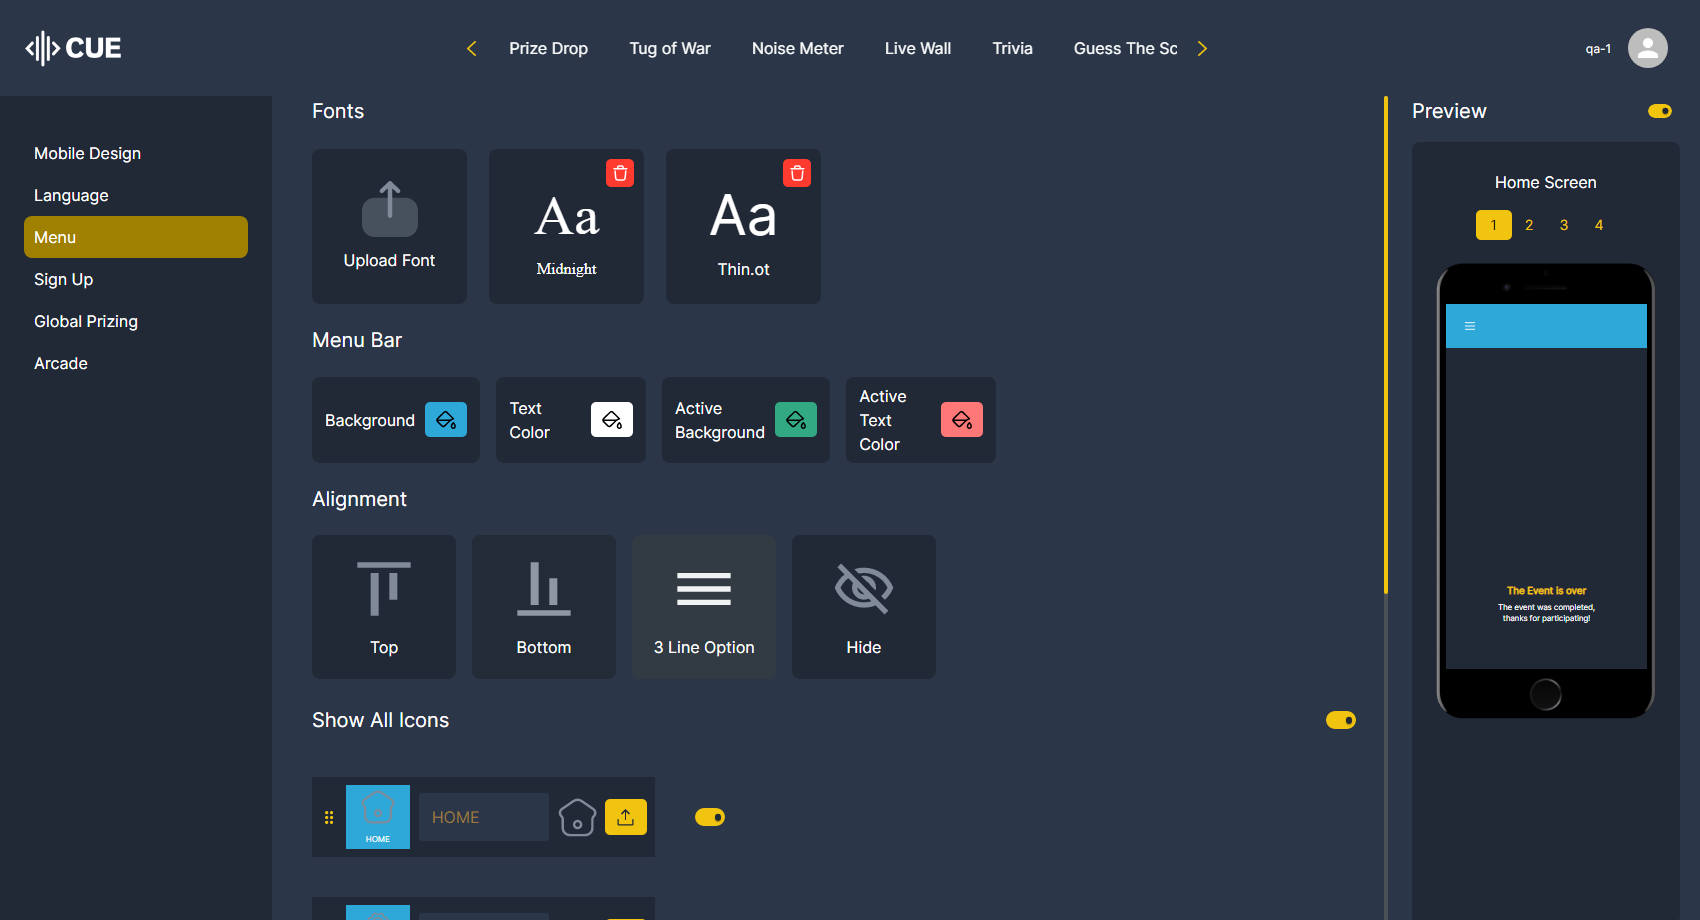 CUE
Prize Drop
Tug of War
Noise Meter
Live Wall
Trivia
Guess The Sc
qa-1
Mobile Design
Language
Menu
Sign Up
Global Prizing
Arcade
Fonts
Upload Font
Aa
Midnight
Aa
Thin.ot
Menu Bar
Background
Text
Color
Active
Background
Active
Text
Color
Alignment
Top
Bottom
3 Line Option
Hide
Show All Icons
HOME
HOME
Preview
Home Screen
1 2 3 4
The Event is over
The event was completed,
thanks for participating!